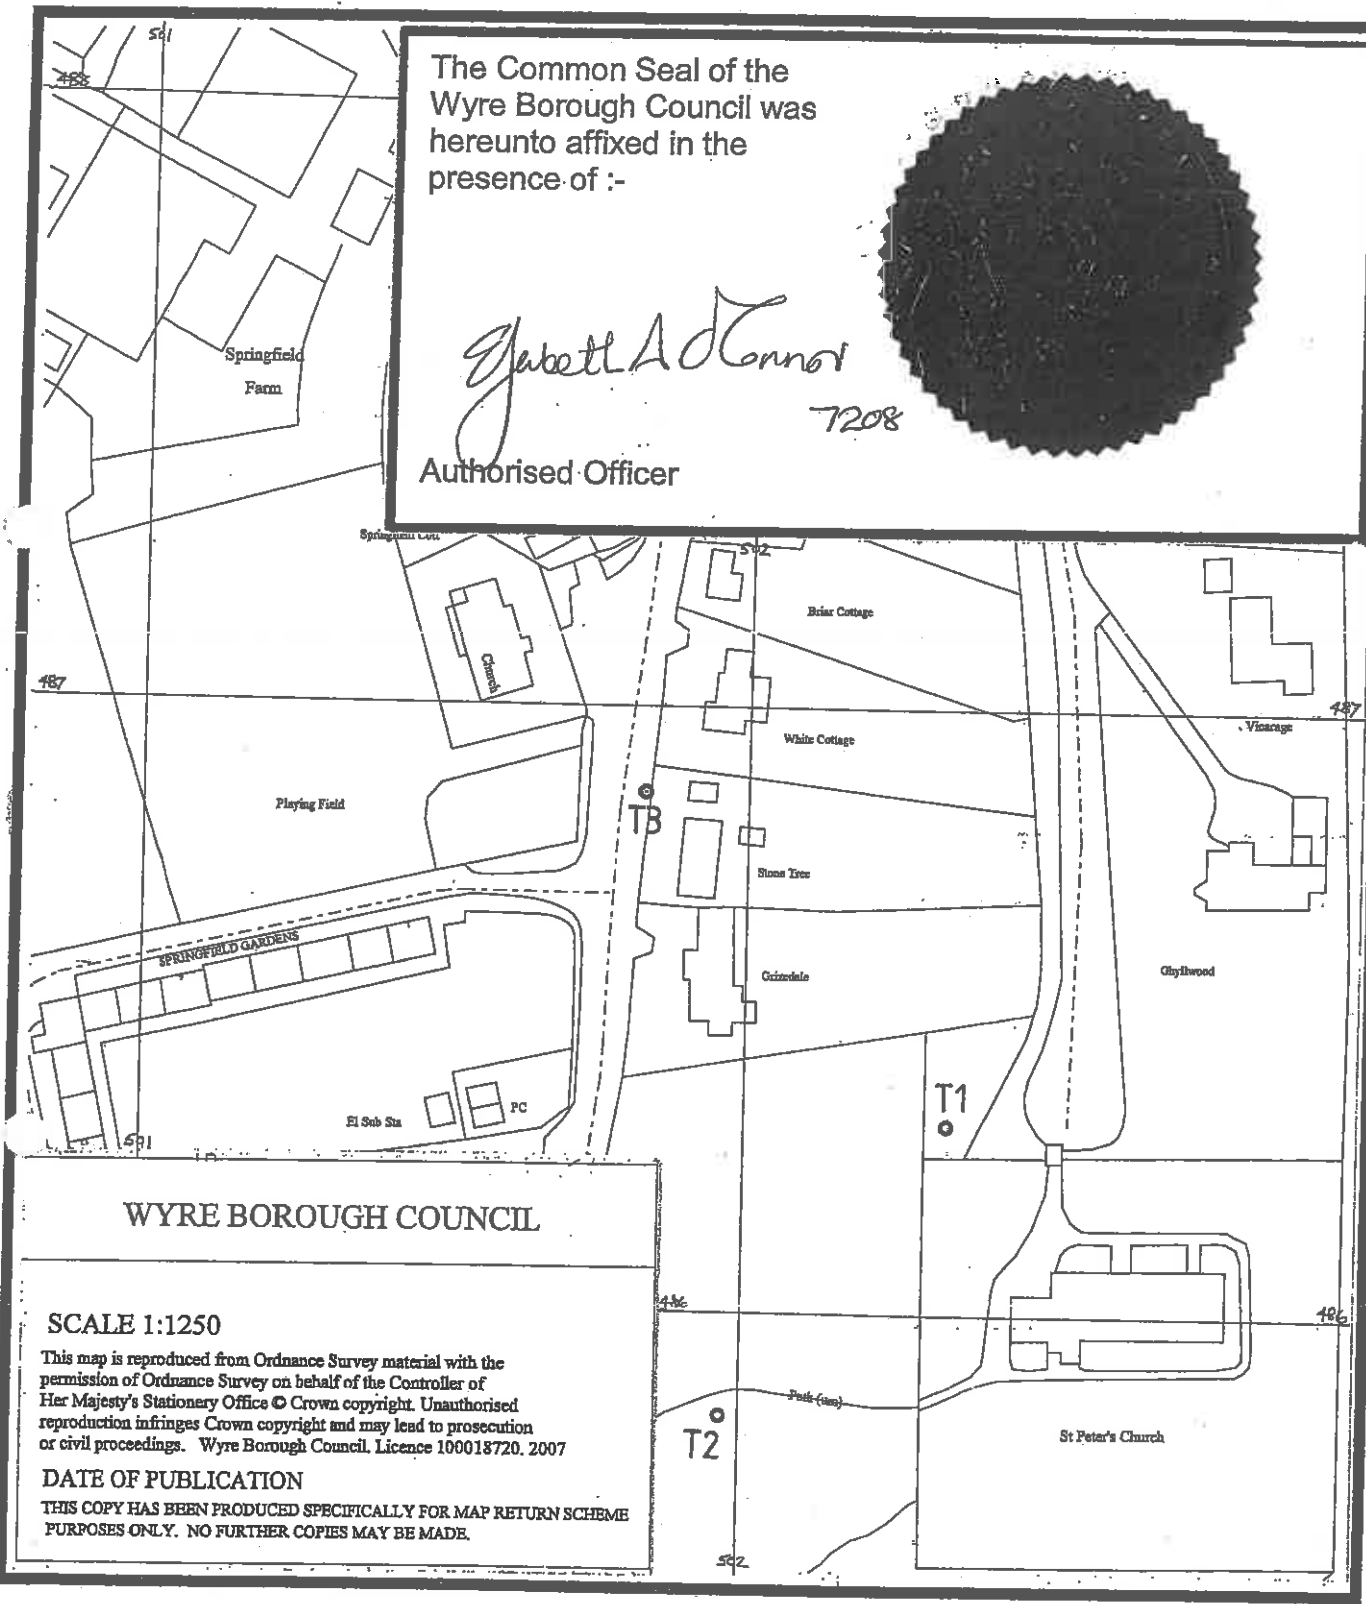 501
488
The Common Seal of the
Wyre Borough Council was
hereunto affixed in the
presence of :-
7208
Authorised Officer
Springfield
Farm
502
Briar Cottage
Church
487
487
White Cottage
Vicarage
Playing Field
T3
Stone Tree
SPRINGFIELD GARDENS
Grizedale
Ghyllwood
T1
PC
El Sub Sta
501
WYRE BOROUGH COUNCIL
486
486
SCALE 1:1250
This map is reproduced from Ordnance Survey material with the
permission of Ordnance Survey on behalf of the Controller of
Her Majesty's Stationery Office © Crown copyright. Unauthorised
reproduction infringes Crown copyright and may lead to prosecution
or civil proceedings. Wyre Borough Council. Licence 100018720. 2007
Path (um)
T2
St Peter's Church
DATE OF PUBLICATION
THIS COPY HAS BEEN PRODUCED SPECIFICALLY FOR MAP RETURN SCHEME
PURPOSES ONLY. NO FURTHER COPIES MAY BE MADE.
502